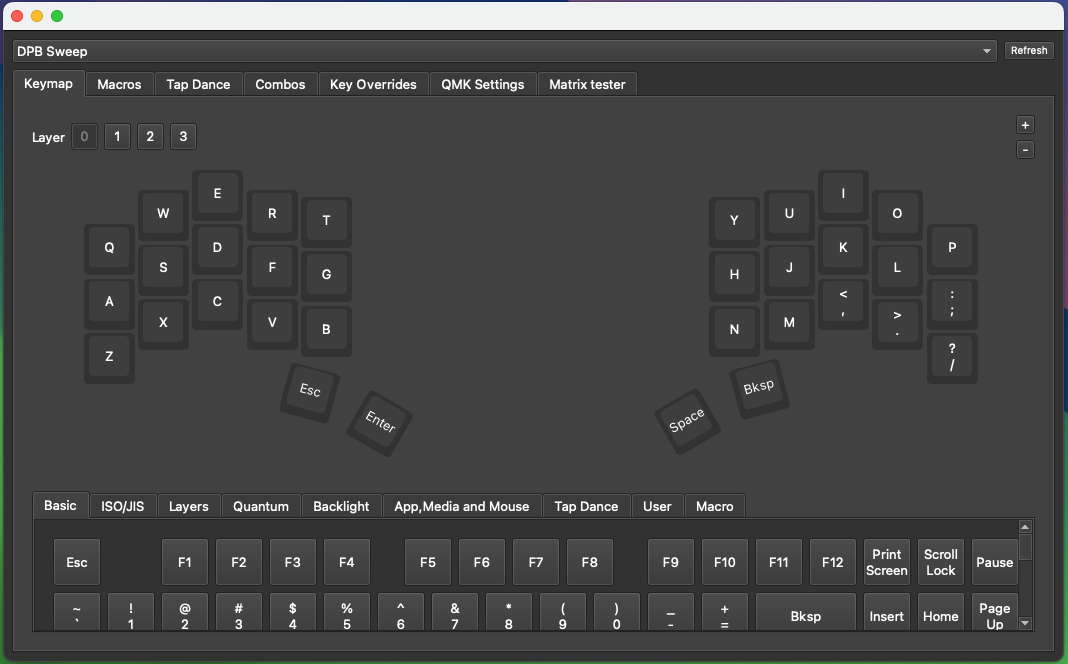 DPB Sweep
Refresh
Keymap Macros Tap Dance Combos Key Overrides QMK Settings Matrix tester
Layer 0 1 2 3
+
-
E I
W R U O
T Y
Q D K P
S F J L
G H
A C < , : ;
X V M > .
B N
Z ? /
Esc Bksp
Enter Space
Basic ISO/JIS Layers Quantum Backlight App,Media and Mouse Tap Dance User Macro
Esc F1 F2 F3 F4 F5 F6 F7 F8 F9 F10 F11 F12 Print Screen Scroll Lock Pause
~ ! @ # $ % ^ & * ( ) _ + Bksp Insert Home Page Up
` 1 2 3 4 5 6 7 8 9 0 - =